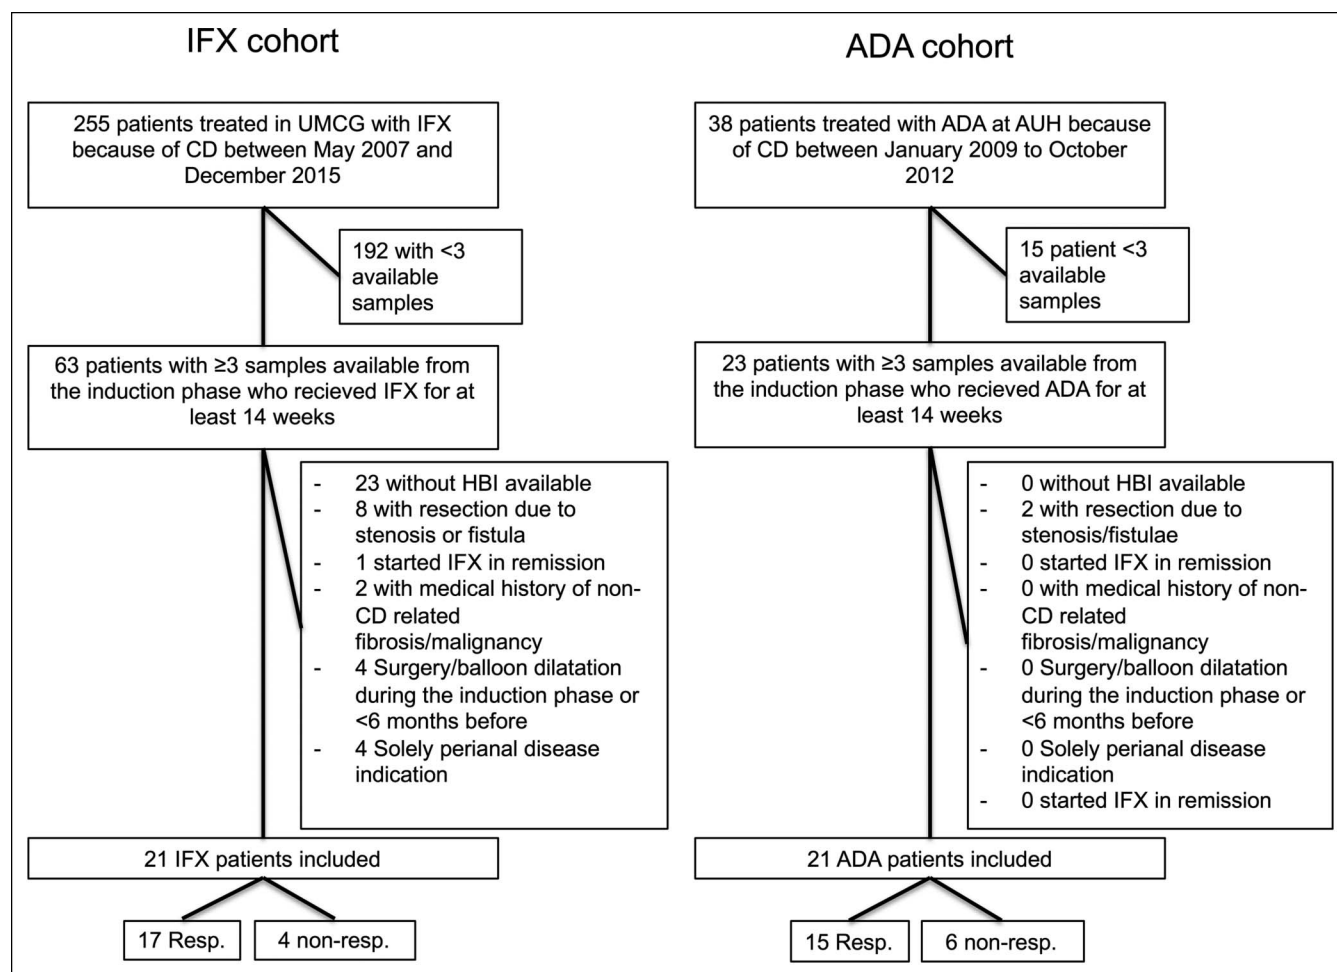 IFX cohort
255 patients treated in UMCG with IFX
because of CD between May 2007 and
December 2015
192 with <3
available
samples
63 patients with ≥3 samples available from
the induction phase who recieved IFX for at
least 14 weeks
- 23 without HBI available
- 8 with resection due to
stenosis or fistula
- 1 started IFX in remission
- 2 with medical history of non-
CD related
fibrosis/malignancy
- 4 Surgery/balloon dilatation
during the induction phase or
<6 months before
- 4 Solely perianal disease
indication
21 IFX patients included
17 Resp.
4 non-resp.
ADA cohort
38 patients treated with ADA at AUH because
of CD between January 2009 to October
2012
15 patient <3
available
samples
23 patients with ≥3 samples available from
the induction phase who recieved ADA for at
least 14 weeks
- 0 without HBI available
- 2 with resection due to
stenosis/fistulae
- 0 started IFX in remission
- 0 with medical history of non-
CD related
fibrosis/malignancy
- 0 Surgery/balloon dilatation
during the induction phase or
<6 months before
- 0 Solely perianal disease
indication
- 0 started IFX in remission
21 ADA patients included
15 Resp.
6 non-resp.